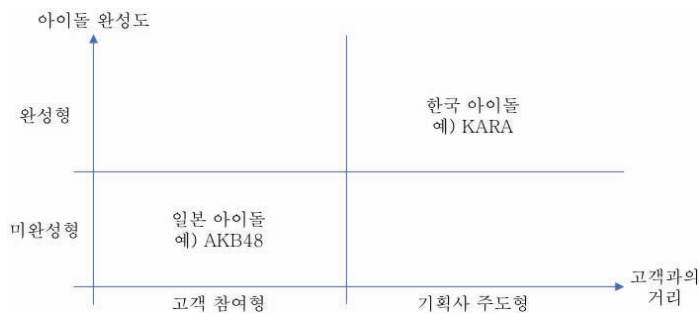 아이돌 완성도
완성형
한국 아이돌
예) KARA
미완성형
일본 아이돌
예) AKB48
고객 참여형
기획사 주도형
고객과의
거리